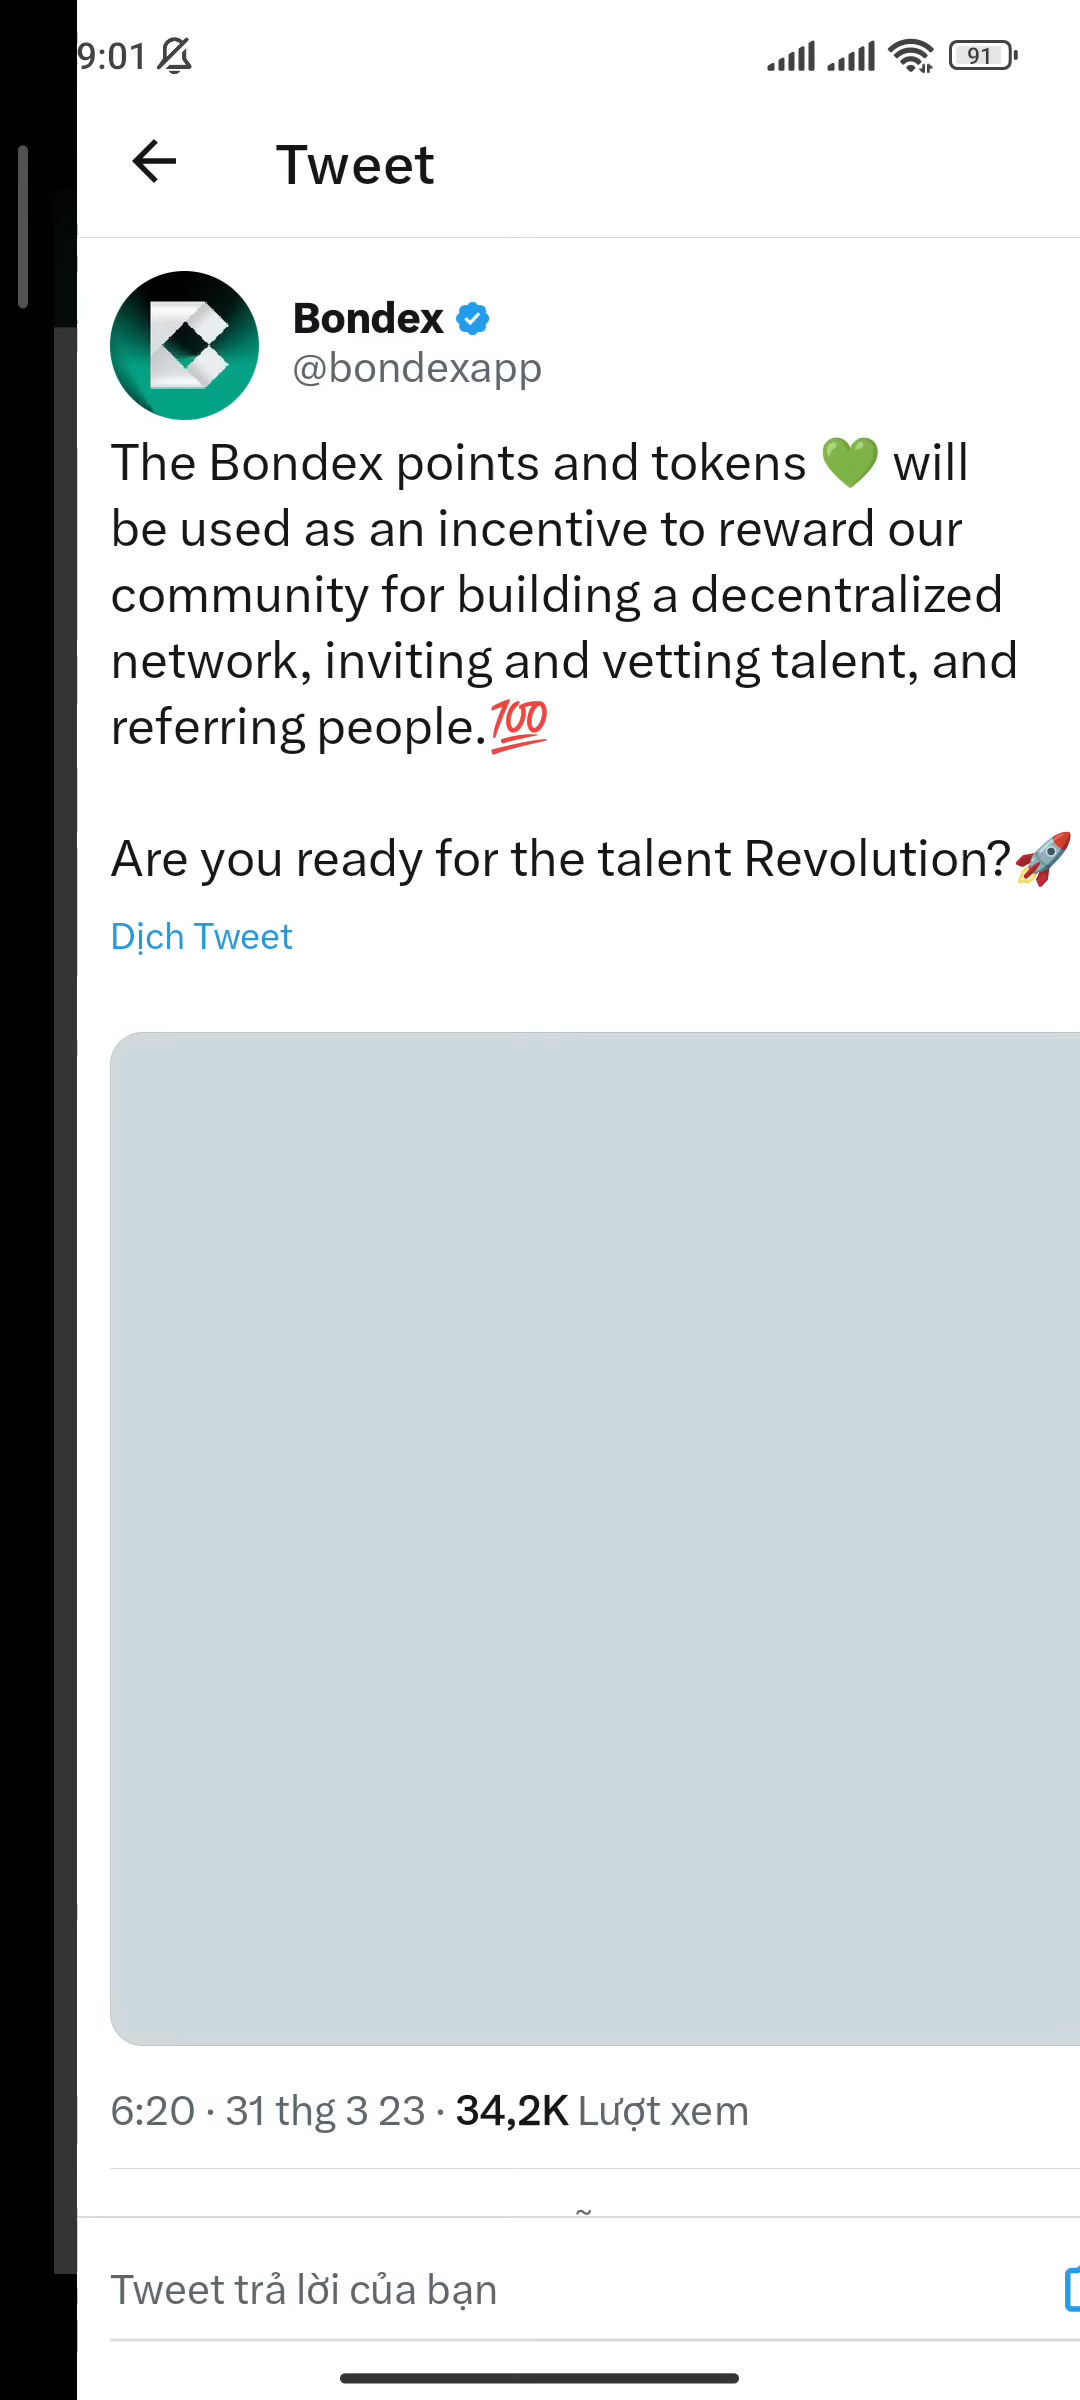 9:01
91
Tweet
Bondex
@bondexapp
The Bondex points and tokens 💚 will
be used as an incentive to reward our
community for building a decentralized
network, inviting and vetting talent, and
referring people.💯
Are you ready for the talent Revolution?🚀
Dịch Tweet
6:20 · 31 thg 3 23 · 34,2K Lượt xem
Tweet trả lời của bạn